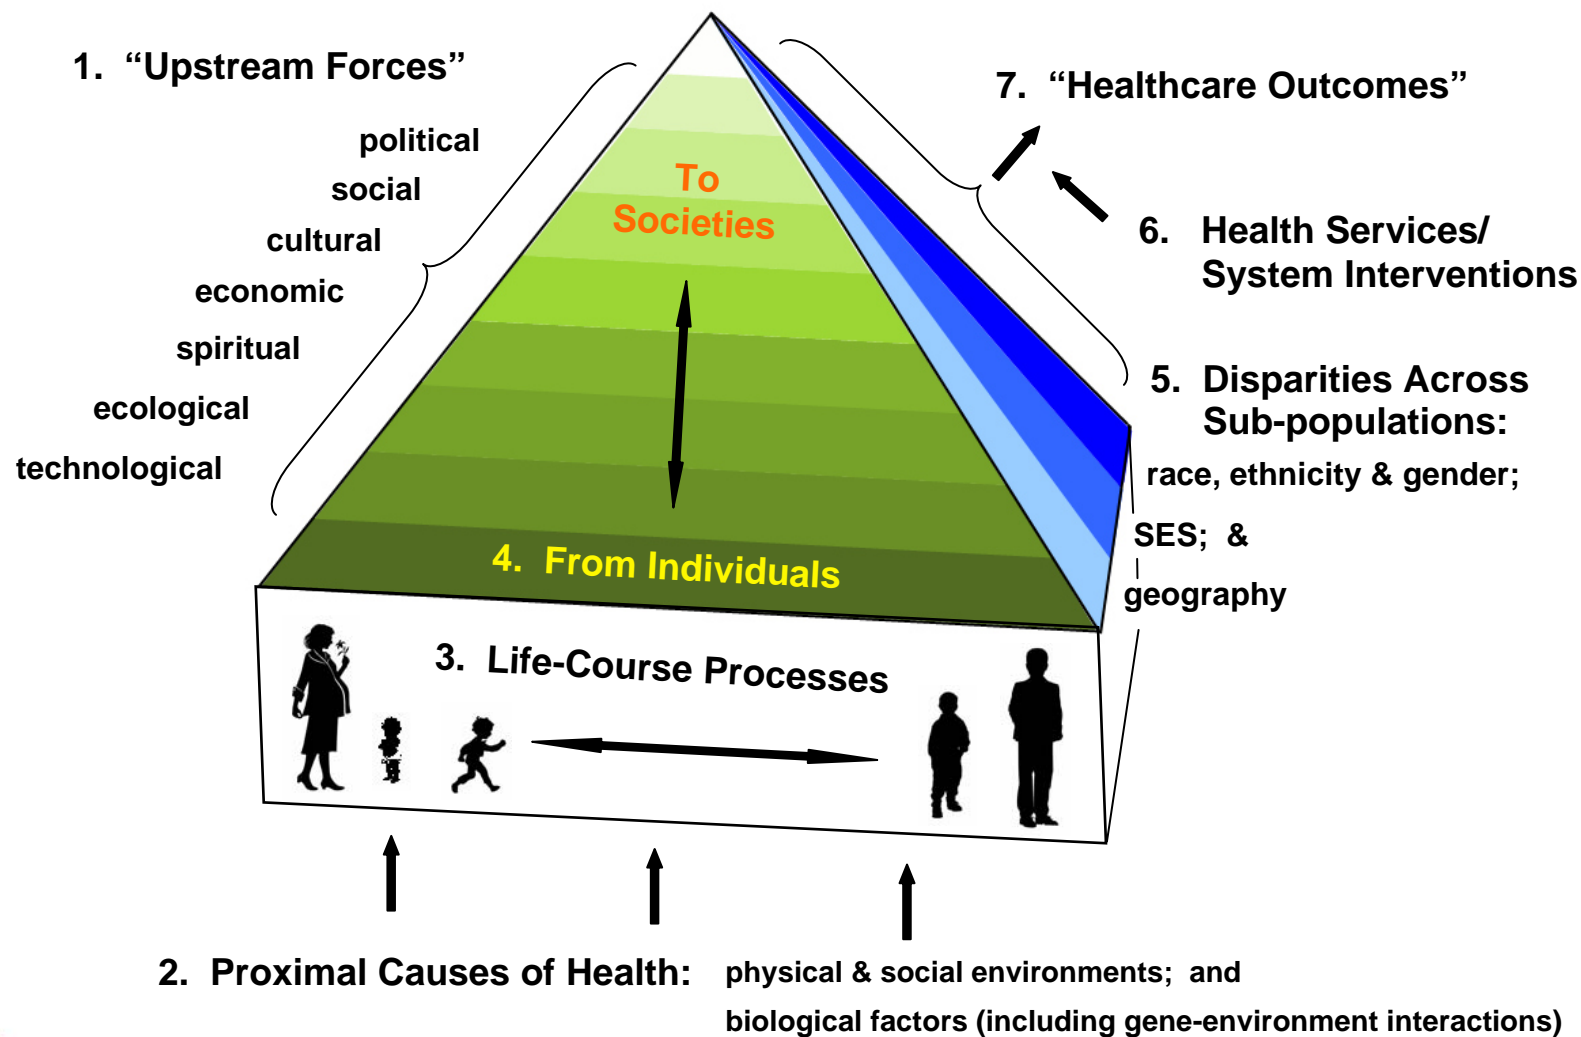 1. “Upstream Forces”
political
social
cultural
economic
spiritual
ecological
technological
7. “Healthcare Outcomes”
6. Health Services/
System Interventions
5. Disparities Across
Sub-populations:
race, ethnicity & gender;
SES; &
geography
To
Societies
4. From Individuals
3. Life-Course Processes
2. Proximal Causes of Health: physical & social environments; and
biological factors (including gene-environment interactions)